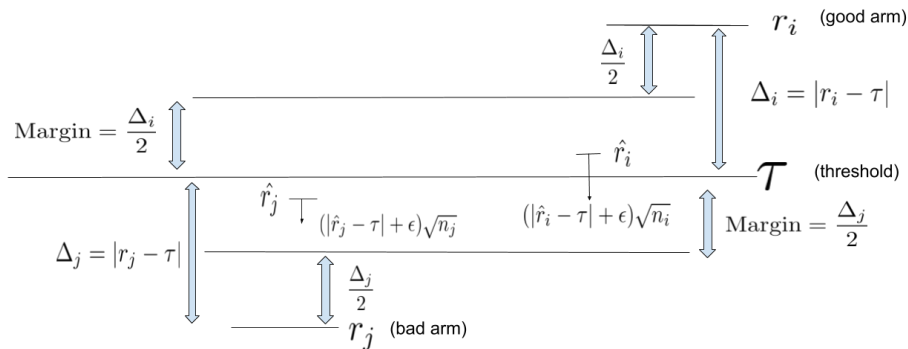 r_i (good arm)
Δ_i/2
Δ_i = |r_i − τ|
Margin = Δ_i/2
r̂_i
τ (threshold)
r̂_j
(|r̂_j − τ| + ϵ)√n_j
(|r̂_i − τ| + ϵ)√n_i
Margin = Δ_j/2
Δ_j = |r_j − τ|
Δ_j/2
r_j (bad arm)